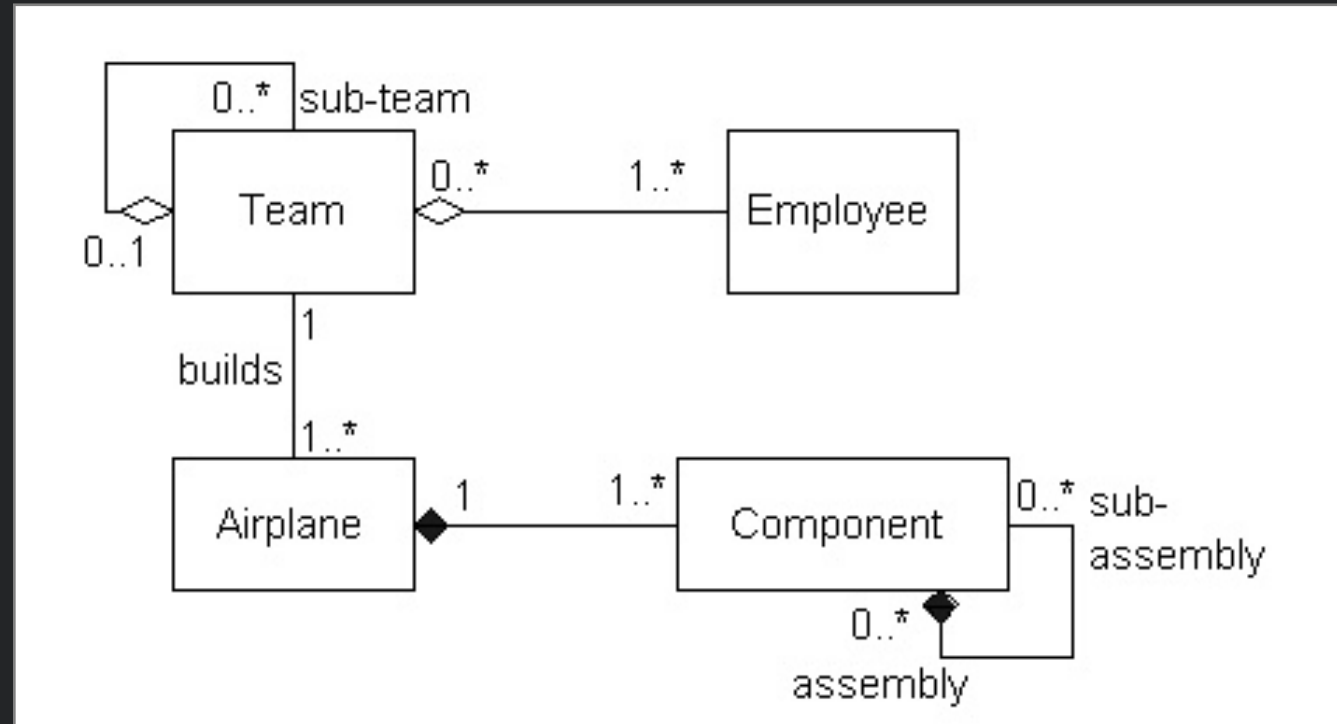 0..* sub-team
0..* 1..*
Team Employee
0..1
1
builds
1..*
1 1..* 0..* sub-
Airplane Component
assembly
0..*
assembly